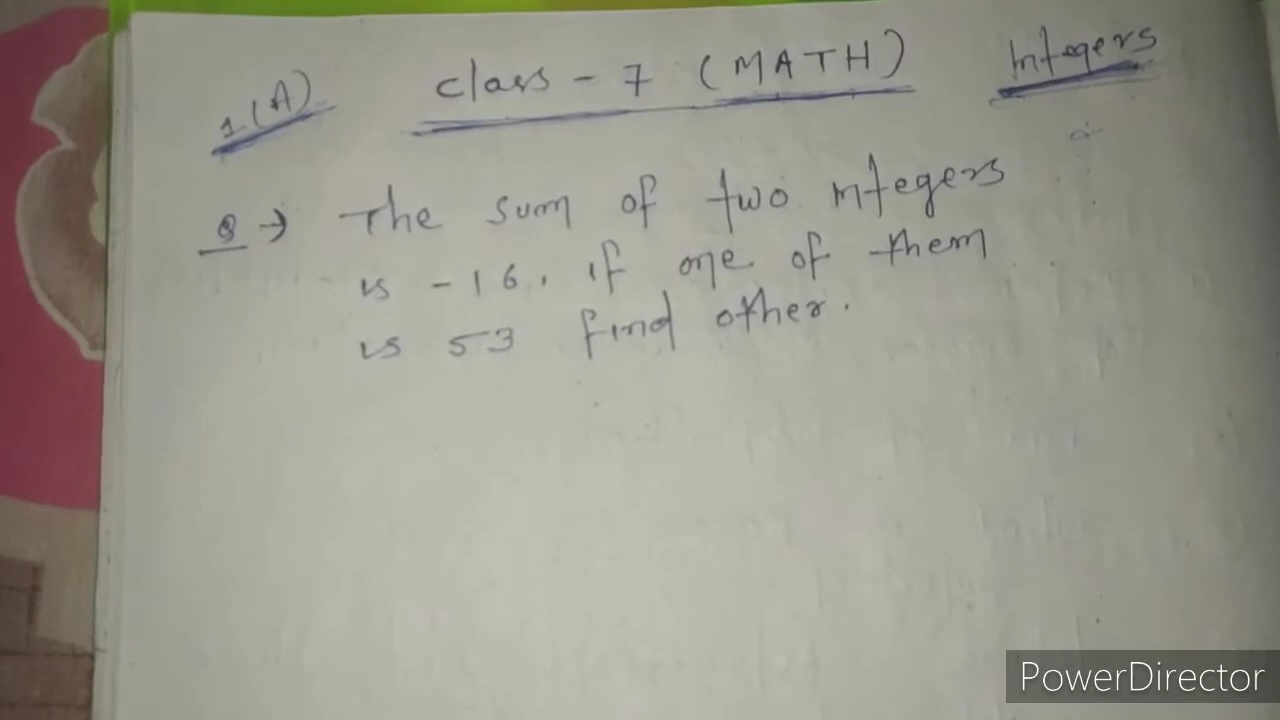 1(A) class - 7 (MATH) Integers
Q → The sum of two integers
is -16. if one of them
is 53 find other.
PowerDirector